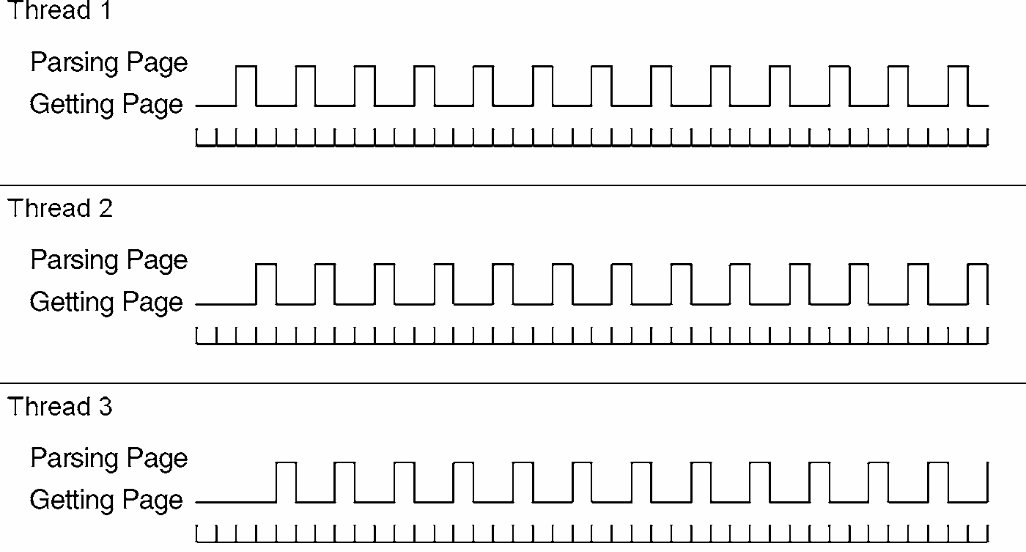 Thread 1
Parsing Page
Getting Page
Thread 2
Parsing Page
Getting Page
Thread 3
Parsing Page
Getting Page